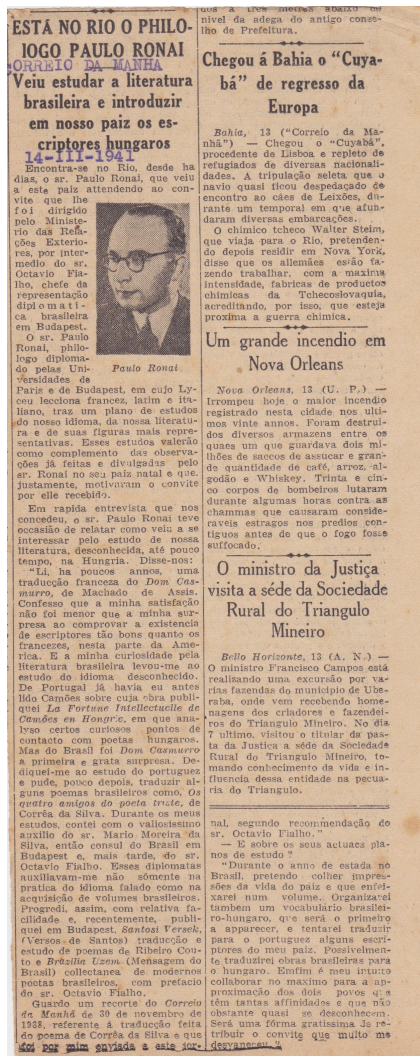 ESTÁ NO RIO O PHILO-
LOGO PAULO RONAI
CORREIO DA MANHA
Veiu estudar a literatura
brasileira e introduzir
em nosso paiz os es-
criptores hungaros
14-III-1941
Encontra-se no Rio, desde ha
dias, o sr. Paulo Ronai, que veiu
a este paiz attendendo ao con-
vite que lhe
foi dirigido
pelo Ministe-
rio das Rela-
ções Exterio-
res, por inter-
medio do sr.
Octavio Fia-
lho, chefe da
representação
diplomatica
brasileira
em Budapest.
O sr. Paulo
Ronai, philo-
logo diploma-
do pelas Uni-
versidades de
Paulo Ronai
Paris e de Budapest, em cujo Ly-
ceu lecciona francez, latim e ita-
liano, traz um plano de estudos
do nosso idioma, da nossa literatu-
ra e de suas figuras mais repre-
sentativas. Esses estudos valerão
como complemento das observa-
ções já feitas e divulgadas pelo
sr. Ronai no seu paiz natal e que,
justamente, motivaram o convite
por elle recebido.
Em rapida entrevista que nos
concedeu, o sr. Paulo Ronai teve
occasião de relatar como veiu a se
interessar pelo estudo de nossa
literatura, desconhecida, até pouco
tempo, na Hungria. Disse-nos:
"Li, ha poucos annos, uma
traducção franceza do Dom Cas-
murro, de Machado de Assis.
Confesso que a minha satisfação
não foi menor que a minha sur-
presa ao comprovar a existencia
de escriptores tão bons quanto os
francezes, nesta parte da Ame-
rica. E a minha curiosidade pela
literatura brasileira levou-me ao
estudo do idioma desconhecido.
De Portugal já havia eu antes
lido Camões sobre cuja obra publi-
quei La Fortune Intellectuelle de
Camões en Hongrie, em que ana-
lyso certos curiosos pontos de
contacto com poetas hungaros.
Mas do Brasil foi Dom Casmurro
a primeira e grata surpresa. De-
diquei-me ao estudo do portuguez
e pude, pouco depois, traduzir al-
guns poemas brasileiros como, Os
quatro amigos do poeta triste, de
Corrêa da Silva. Durante os meus
estudos, contei com o valiosissimo
auxilio do sr. Mario Moreira da
Silva, então consul do Brasil em
Budapest e, mais tarde, do sr.
Octavio Fialho. Esses diplomatas
auxiliavam-me não sómente na
pratica do idioma falado como na
acquisição de volumes brasileiros.
Progredi, assim, com relativa fa-
cilidade e, recentemente, publi-
quei em Budapest, Santosi Versek,
(Versos de Santos) traducção e
estudo de poemas de Ribeiro Cou-
to e Brazilia Uzem. (Mensagem do
Brasil) collectanea de modernos
poetas brasileiros, com prefacio
do sr. Octavio Fialho.
Guardo um recorte do Correio
da Manhã de 30 de novembro de
1938, referente á traducção feita
do poema de Corrêa da Silva e que
foi por mim enviada a este jor-
dos a tres metros abaixo do
nivel da adega do antigo conse-
lho de Prefeitura.
Chegou á Bahia o "Cuya-
bá" de regresso da
Europa
Bahia, 13 ("Correio da Ma-
nhã") — Chegou o "Cuyabá",
procedente de Lisboa e repleto de
refugiados de diversas nacionali-
dades. A tripulação seleta que o
navio quasi ficou despedaçado de
encontro ao cáes de Leixões, du-
rante um temporal em que afun-
daram diversas embarcações.
O chimico tcheco Walter Steim,
que viaja para o Rio, pretenden-
do depois residir em Nova York,
disse que os allemães estão fa-
zendo trabalhar, com a maxima
intensidade, fabricas de productos
chimicas da Tchecoslovaquia,
acreditando, por isso, que esteja
proxima a guerra chimica.
Um grande incendio em
Nova Orleans
Nova Orleans, 13 (U. P.) —
Irrompeu hoje o maior incendio
registrado nesta cidade nos ulti-
mos vinte annos. Foram destrui-
dos diversos armazens entre os
quaes um que guardava dois mi-
lhões de saccos de assucar e gran-
de quantidade de café, arroz, al-
godão e Whiskey. Trinta e cin-
co corpos de bombeiros lutaram
durante algumas horas contra as
chammas que causaram conside-
raveis estragos nos predios con-
tiguos antes de que o fogo fosse
suffocado.
O ministro da Justiça
visita a séde da Sociedade
Rural do Triangulo
Mineiro
Bello Horizonte, 13 (A. N.) —
O ministro Francisco Campos está
realizando uma excursão por va-
rias fazendas do municipio de Ube-
raba, onde vem recebendo home-
nagens dos criadores e fazendei-
ros do Triangulo Mineiro. No dia
7 ultimo, visitou o titular da pas-
ta da Justiça a séde da Sociedade
Rural do Triangulo Mineiro, to-
mando conhecimento da vida e in-
fluencia dessa entidade na pecua-
ria do Triangulo.
nal, segundo recommendação do
sr. Octavio Fialho."
— E sobre os seus actuaes pla-
nos de estudo?
"Durante o anno de estada no
Brasil, pretendo colher impres-
sões da vida do paiz e que enfei-
xarei num volume. Organizarei
tambem um vocabulario brasilei-
ro-hungaro, que será o primeiro
a apparecer, e tentarei traduzir
para o portuguez alguns escri-
ptores do meu paiz. Possivelmen-
te traduzirei obras brasileiras para
o hungaro. Emfim é meu intuito
collaborar no maximo para a ap-
proximação dos dois povos que
têm tantas affinidades e que não
obstante quasi se desconhecem.
Será uma fórma gratissima de re-
tribuir o convite que muito me
desvaneceu."